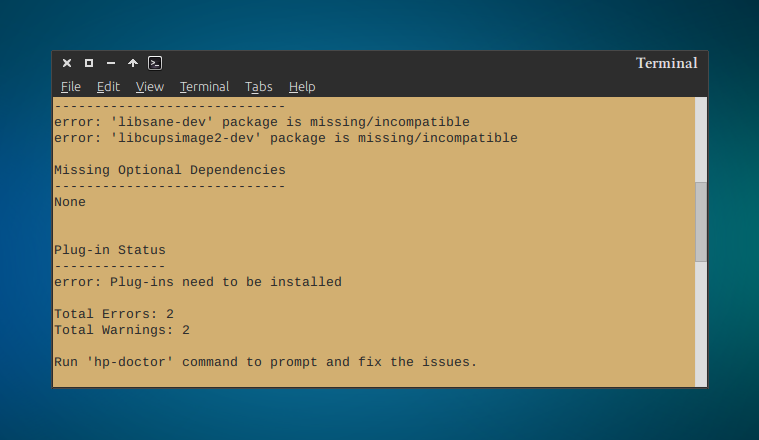 Terminal
File Edit View Terminal Tabs Help
-----------------------------
error: 'libsane-dev' package is missing/incompatible
error: 'libcupsimage2-dev' package is missing/incompatible
Missing Optional Dependencies
-----------------------------
None
Plug-in Status
--------------
error: Plug-ins need to be installed
Total Errors: 2
Total Warnings: 2
Run 'hp-doctor' command to prompt and fix the issues.